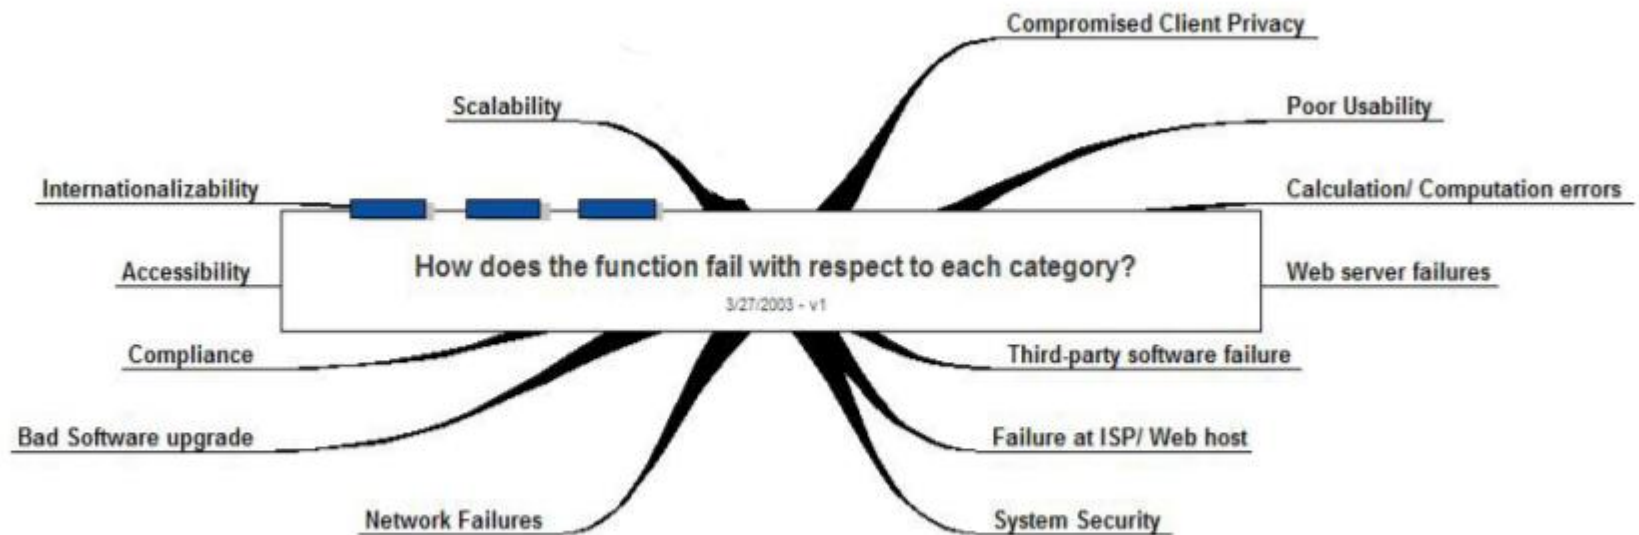 Compromised Client Privacy
Scalability
Poor Usability
Internationalizability
Calculation/ Computation errors
How does the function fail with respect to each category?
Accessibility
Web server failures
3/27/2003 - v1
Compliance
Third-party software failure
Bad Software upgrade
Failure at ISP/ Web host
Network Failures
System Security